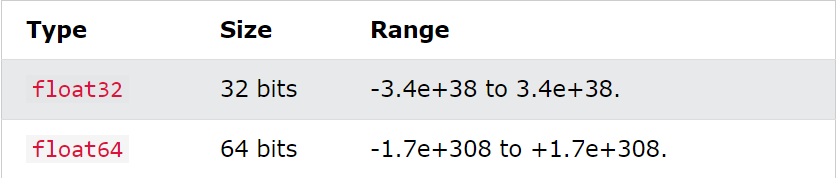 Type Size Range
float32 32 bits -3.4e+38 to 3.4e+38.
float64 64 bits -1.7e+308 to +1.7e+308.